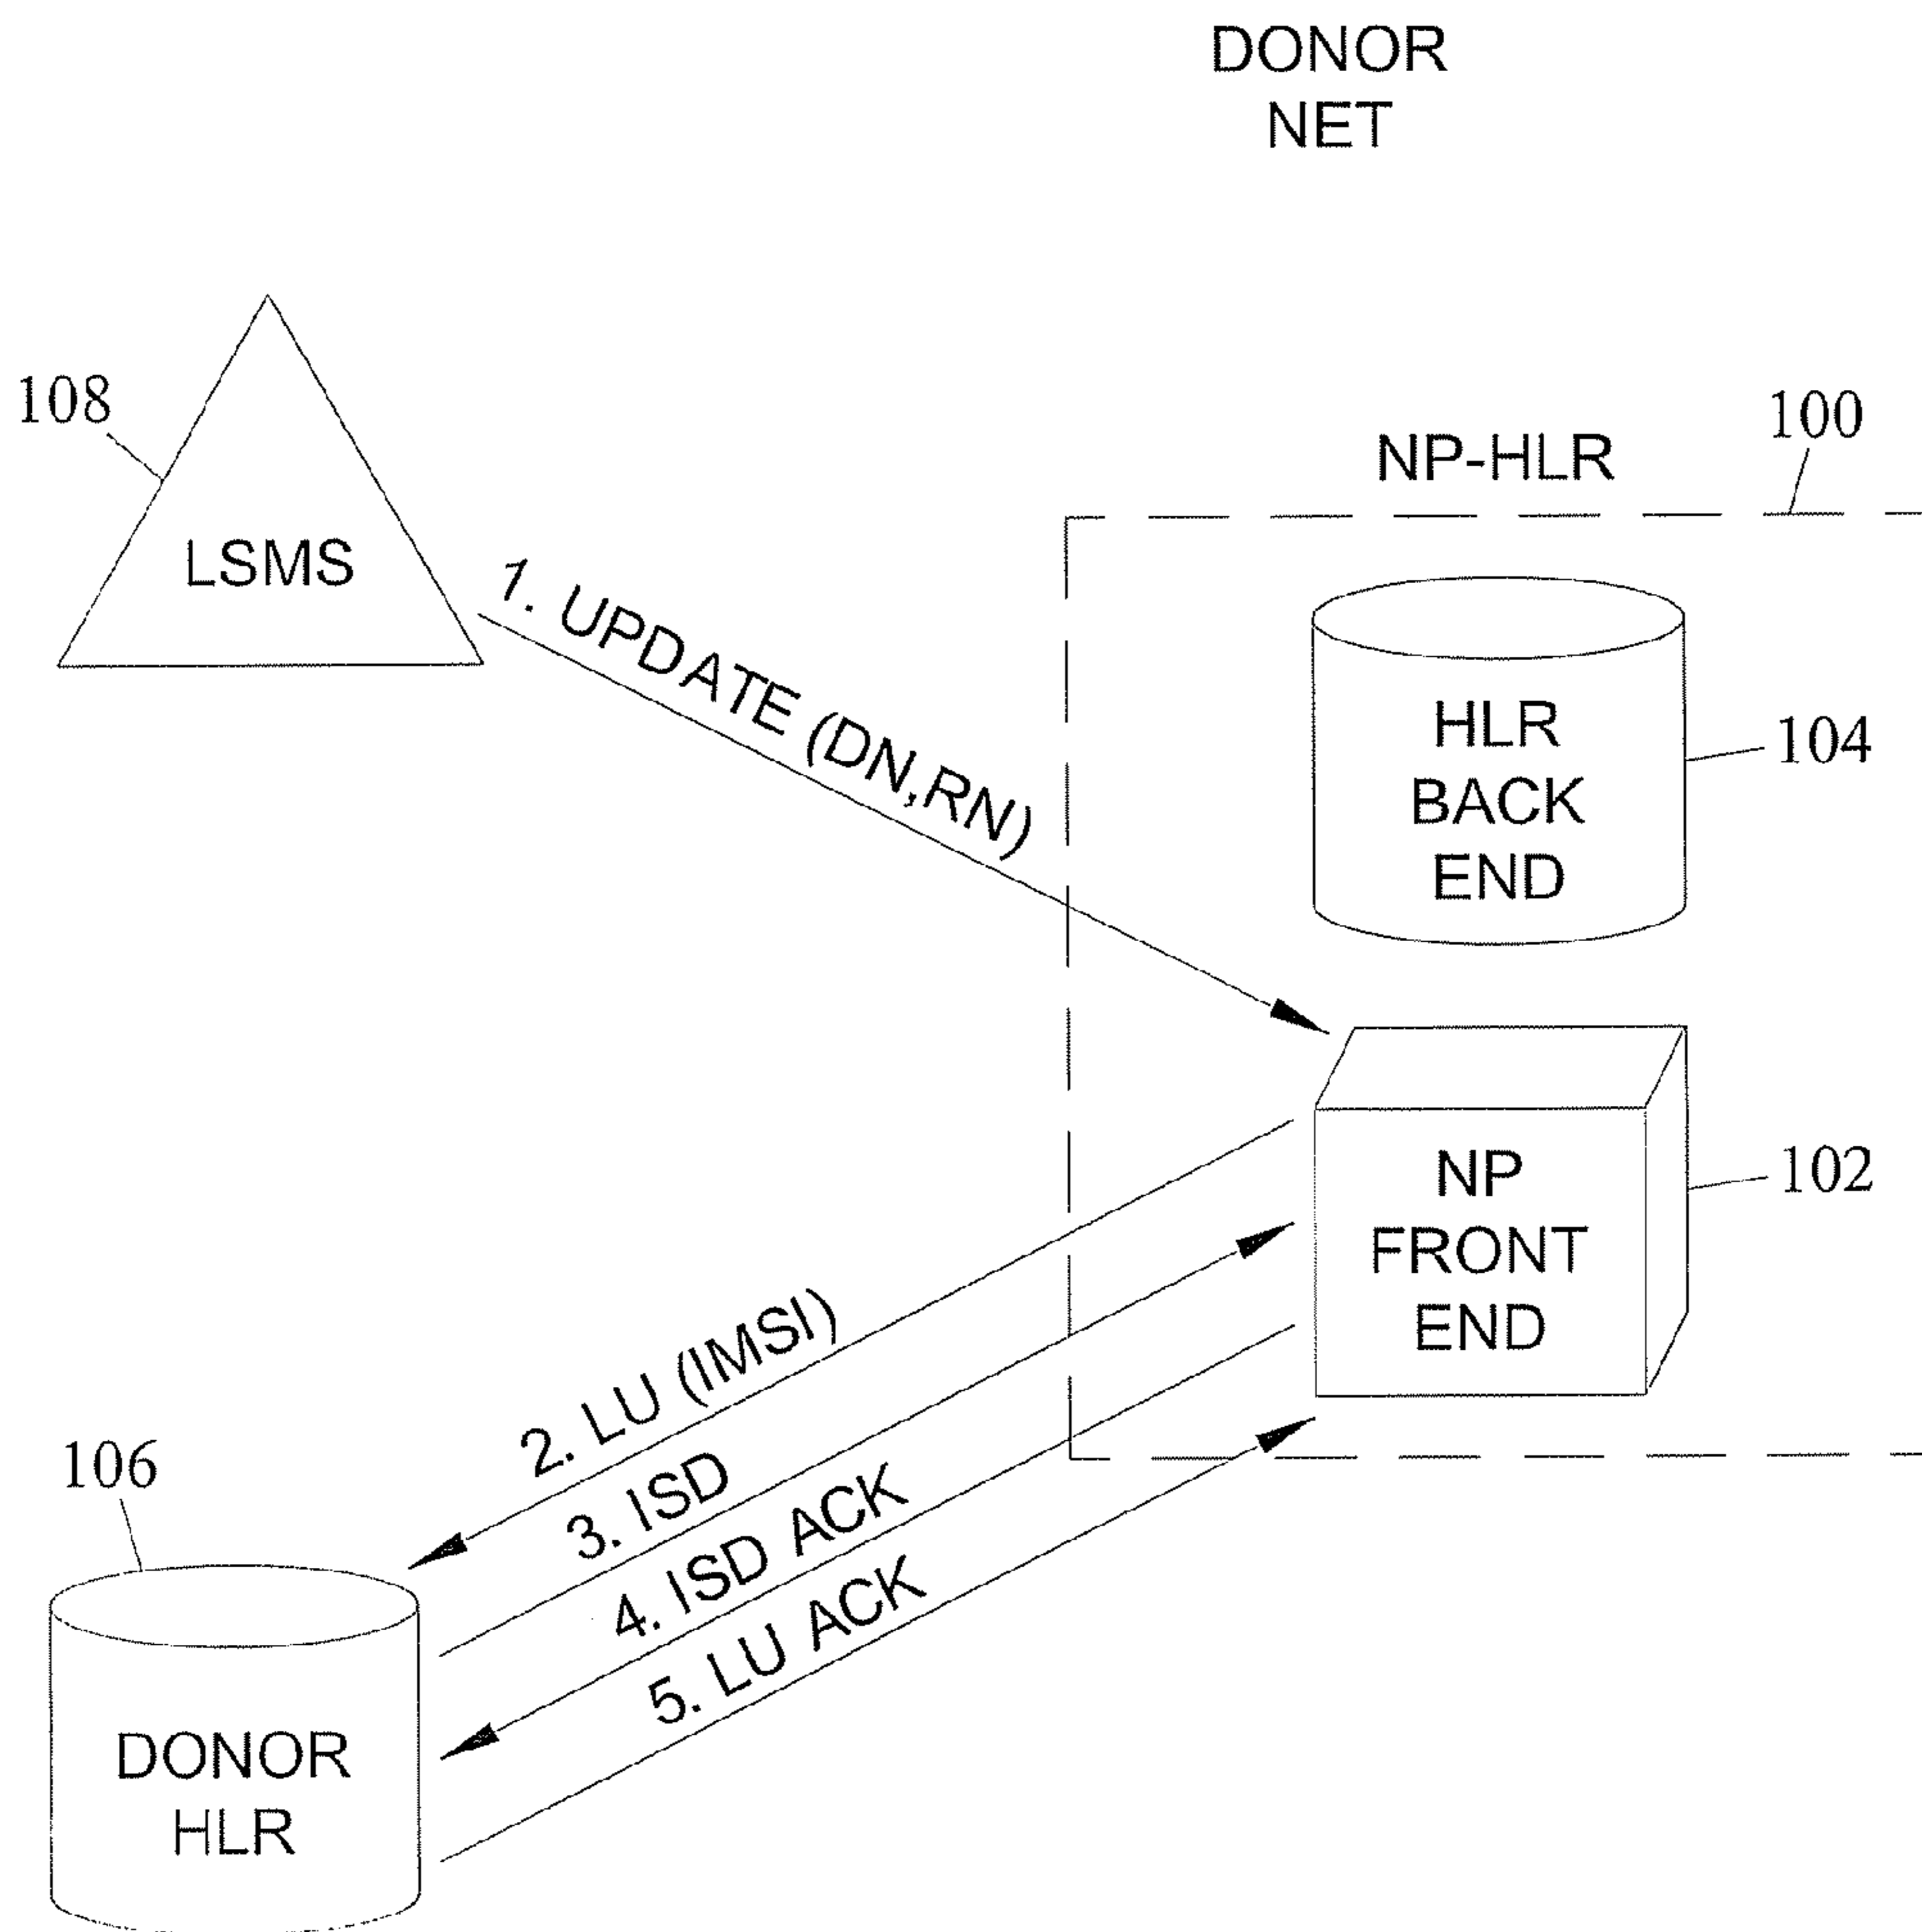 DONOR
NET
108
LSMS
NP-HLR
100
1. UPDATE (DN,RN)
HLR
BACK
END
104
NP
FRONT
END
102
2. LU (IMSI)
3. ISD
4. ISD ACK
5. LU ACK
106
DONOR
HLR